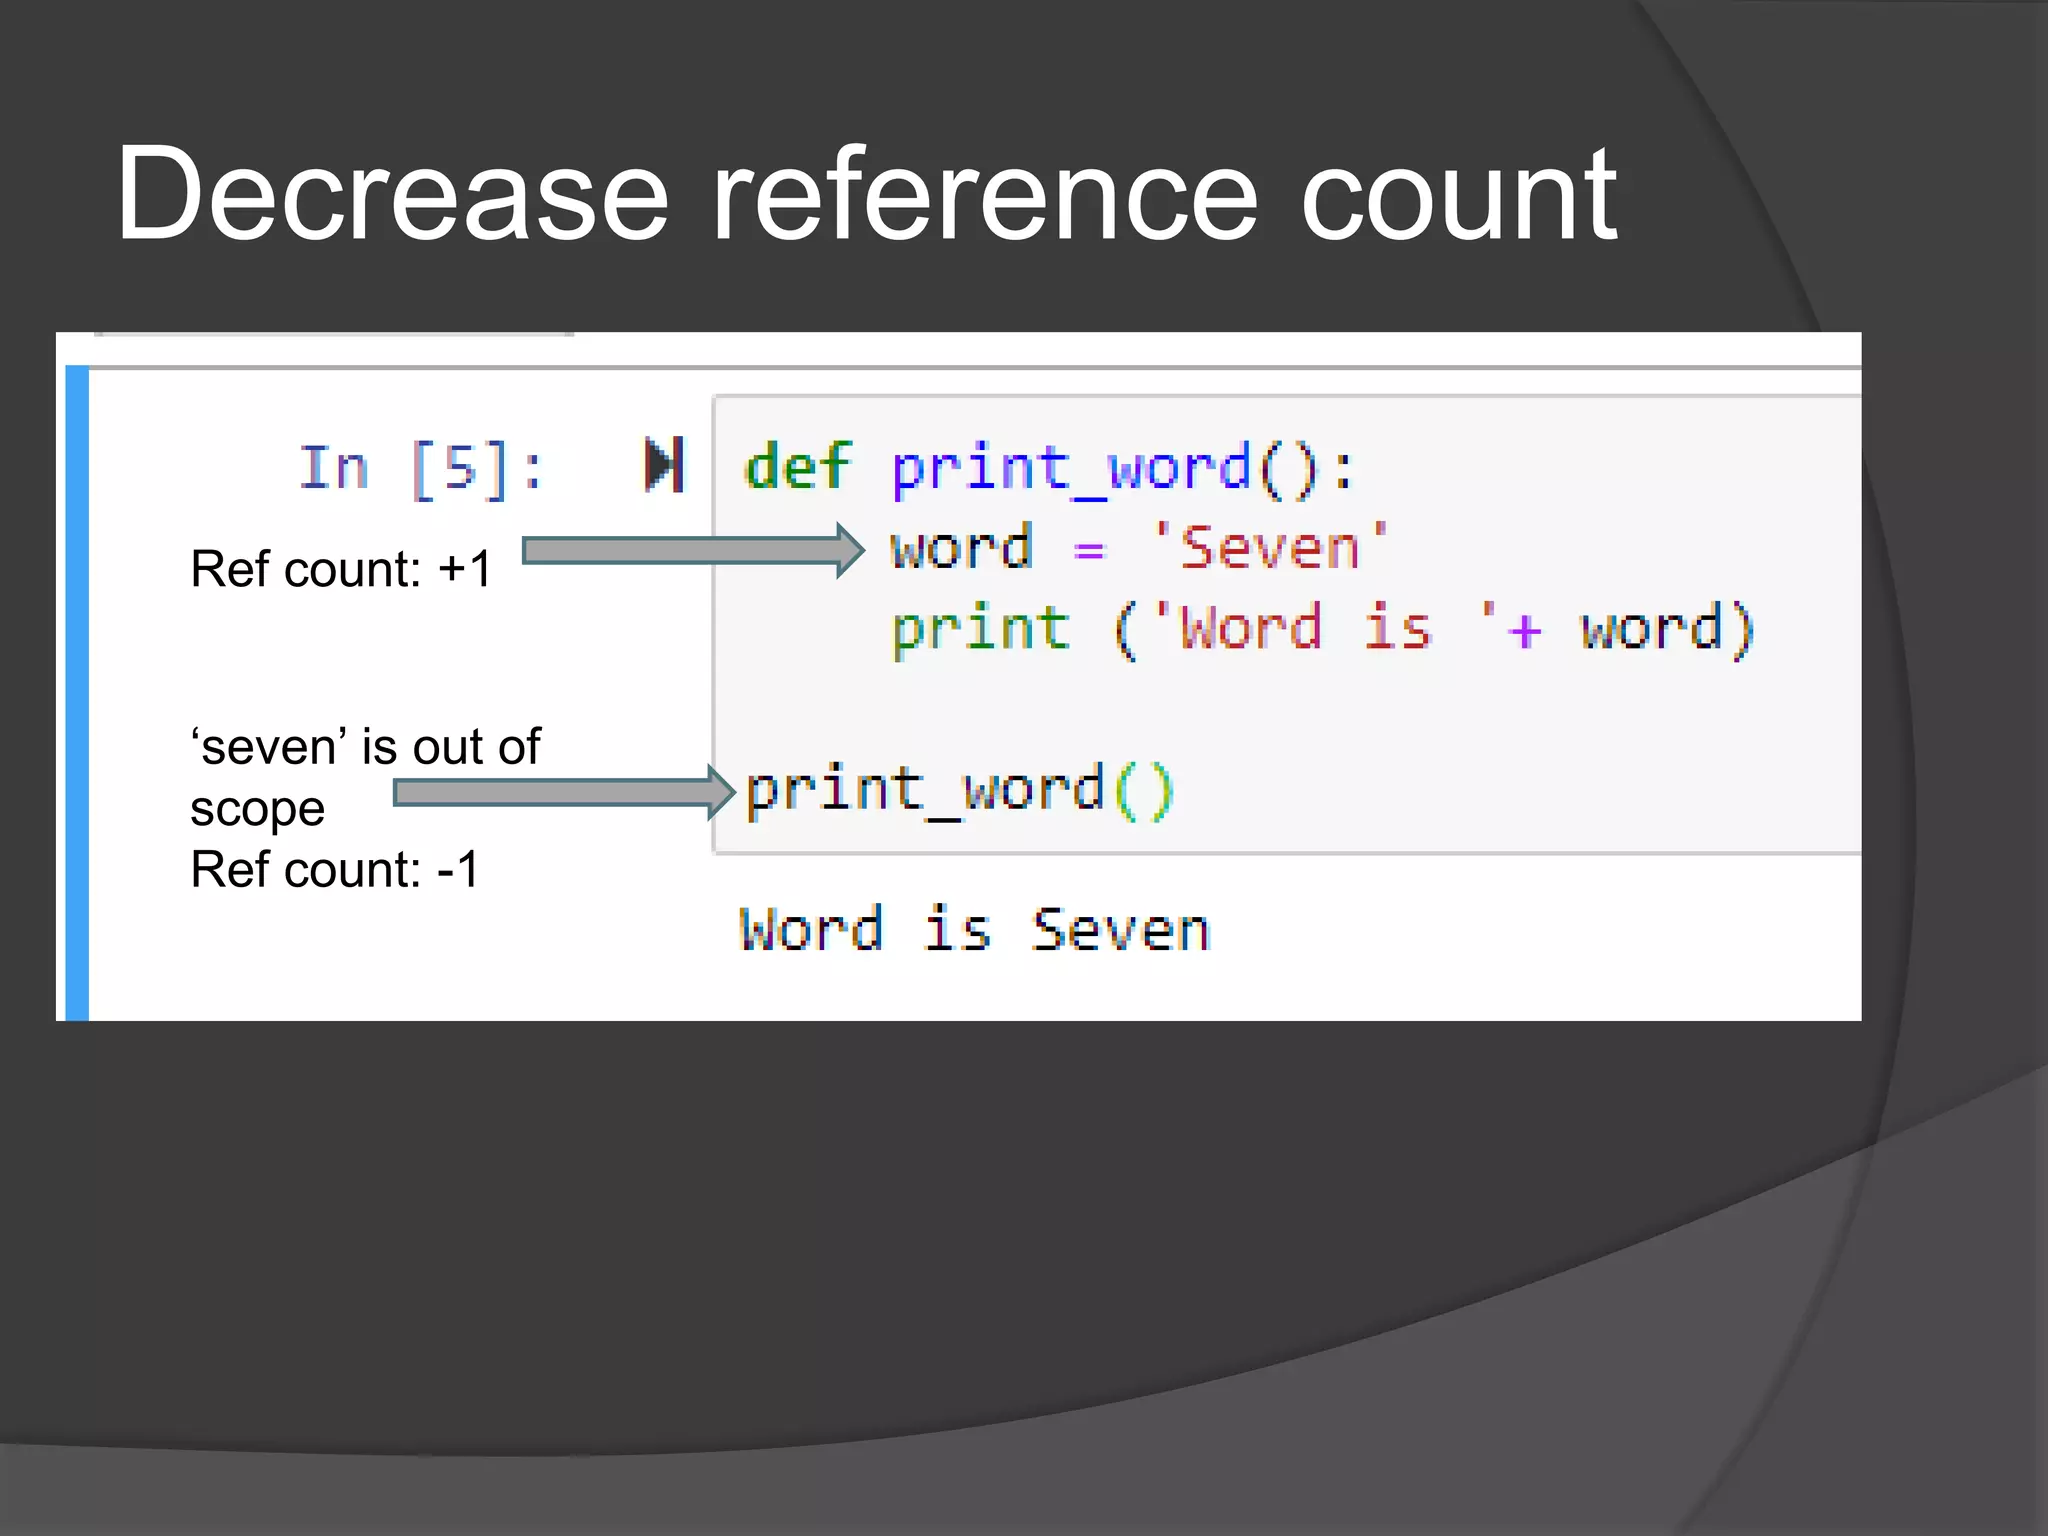 Decrease reference count
In [5]:
def print_word():
Ref count: +1
word = 'Seven'
print ('Word is '+ word)
‘seven’ is out of
scope
Ref count: -1
print_word()
Word is Seven